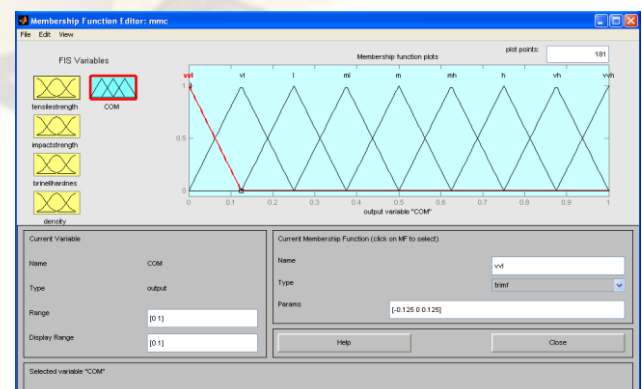 Membership Function Editor: mmc
File Edit View
FIS Variables
tensilestrength
COM
impactstrength
brinellhardnes
density
plot points:
181
Membership function plots
vvl vl l ml m mh h vh vvh
1
0.5
0
0 0.1 0.2 0.3 0.4 0.5 0.6 0.7 0.8 0.9 1
output variable "COM"
Current Variable
Name COM
Type output
Range [0 1]
Display Range [0 1]
Current Membership Function (click on MF to select)
Name vvl
Type trimf
Params [-0.125 0 0.125]
Help Close
Selected variable "COM"